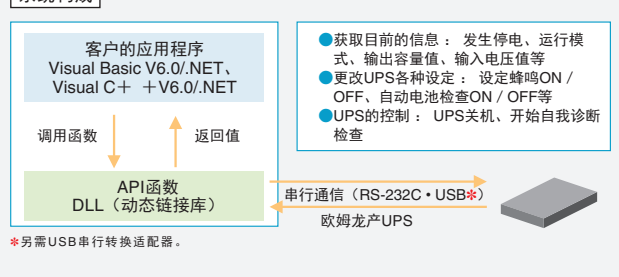 客户的应用程序
Visual Basic V6.0/.NET、
Visual C＋ ＋V6.0/.NET
调用函数
返回值
API函数
DLL（动态链接库）
●获取目前的信息： 发生停电、运行模
式、输出容量值、输入电压值等
●更改UPS各种设定： 设定蜂鸣ON /
OFF、自动电池检查ON / OFF等
●UPS的控制： UPS关机、开始自我诊断
检查
串行通信（RS-232C・USB✽）
欧姆龙产UPS
✽另需USB串行转换适配器。